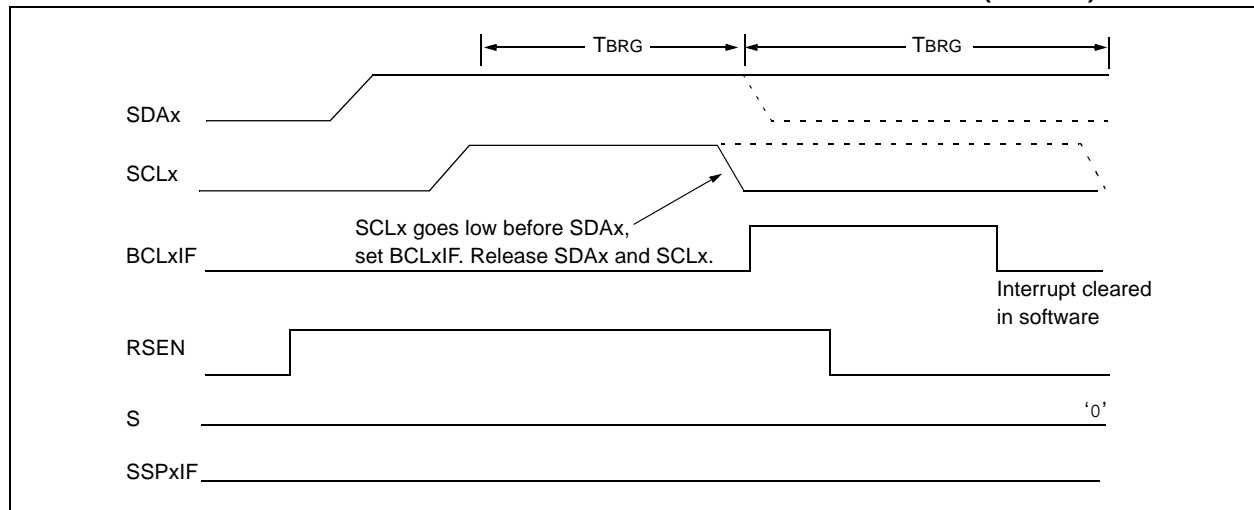 TBRG TBRG
SDAx
SCLx
SCLx goes low before SDAx,
set BCLxIF. Release SDAx and SCLx.
BCLxIF
Interrupt cleared
in software
RSEN
S
‘0’
SSPxIF